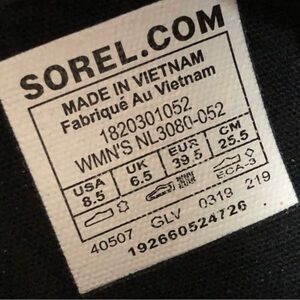 SOREL.COM
MADE IN VIETNAM
Fabriqué Au Vietnam
1820301052
WMN'S NL3080-052
USA UK EUR CM
8.5 6.5 39.5 25.5
ECA-3
40507 GLV 0319 219
192660524726